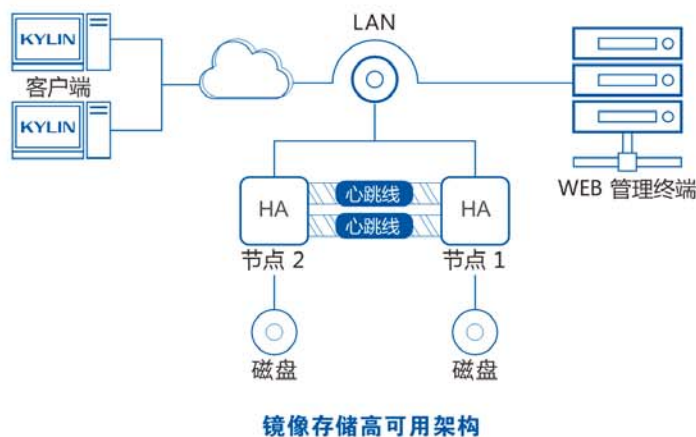 LAN
KYLIN
客户端
KYLIN
WEB 管理终端
HA
心跳线
HA
心跳线
节点 2
节点 1
磁盘
磁盘
镜像存储高可用架构